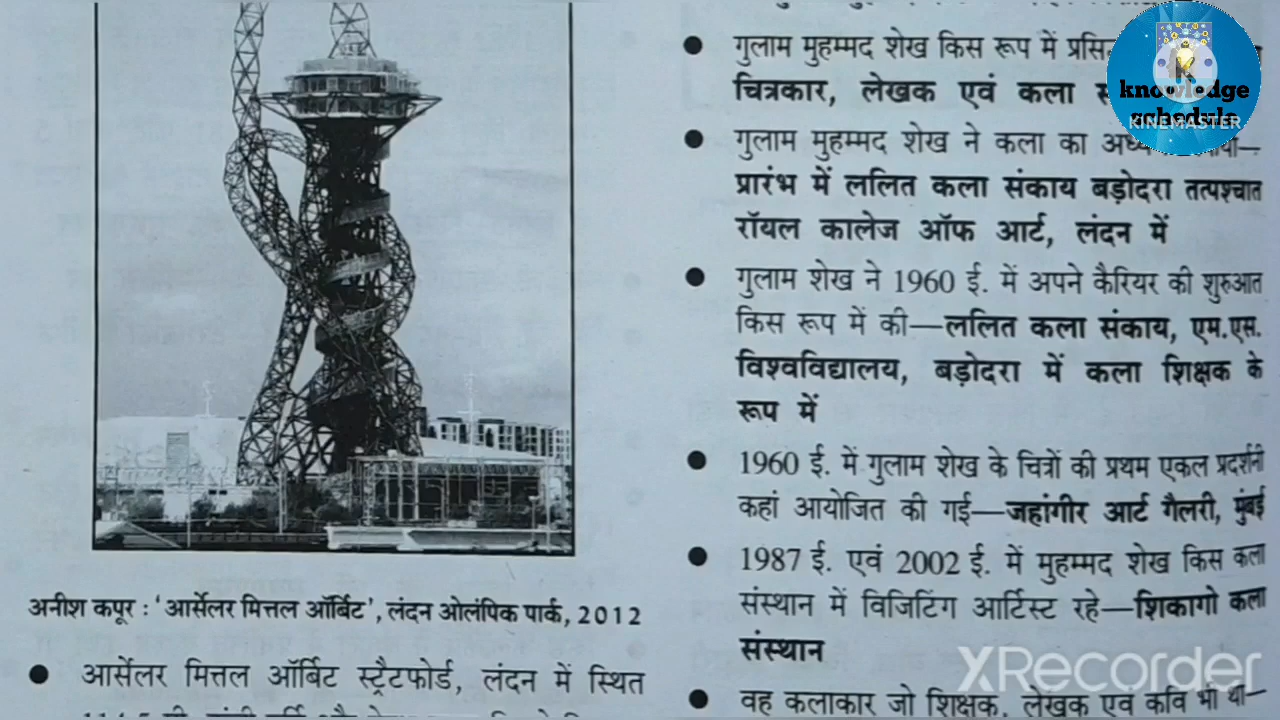 अनीश कपूर : 'आर्सेलर मित्तल ऑर्बिट', लंदन ओलंपिक पार्क, 2012
● आर्सेलर मित्तल ऑर्बिट स्ट्रैटफोर्ड, लंदन में स्थित
● गुलाम मुहम्मद शेख किस रूप में
चित्रकार, लेखक एवं कला
● गुलाम मुहम्मद शेख ने कला का
प्रारंभ में ललित कला संकाय बड़ोदरा तत्पश्चात
रॉयल कालेज ऑफ आर्ट, लंदन में
● गुलाम शेख ने 1960 ई. में अपने कैरियर की शुरुआत
किस रूप में की—ललित कला संकाय, एम.एस.
विश्वविद्यालय, बड़ोदरा में कला शिक्षक के
रूप में
● 1960 ई. में गुलाम शेख के चित्रों की प्रथम एकल प्रदर्शनी
कहां आयोजित की गई—जहांगीर आर्ट गैलरी, मुंबई
● 1987 ई. एवं 2002 ई. में मुहम्मद शेख किस कला
संस्थान में विजिटिंग आर्टिस्ट रहे—शिकागो कला
संस्थान
● वह कलाकार जो शिक्षक, लेखक एवं कवि भी था—
knowledge
schedule
KINEMASTER
XRecorder